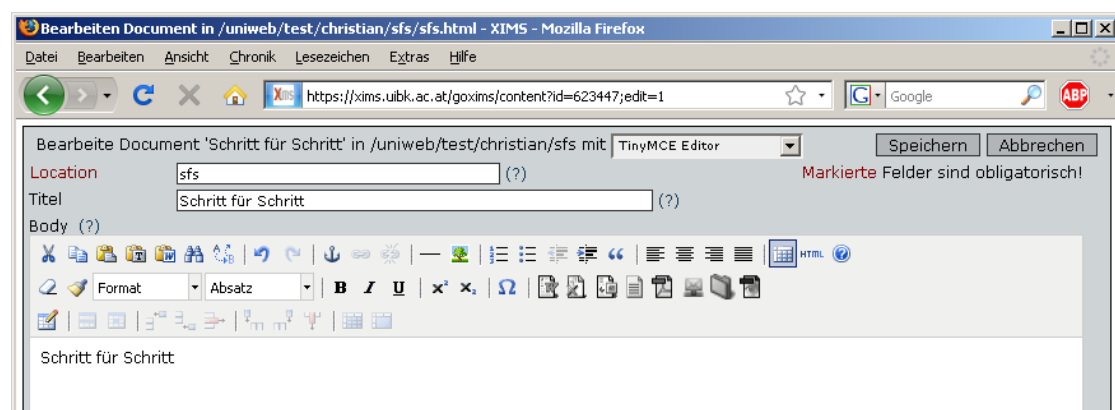 Bearbeiten Document in /uniweb/test/christian/sfs/sfs.html - XIMS - Mozilla Firefox
Datei Bearbeiten Ansicht Chronik Lesezeichen Extras Hilfe
Xims https://xims.uibk.ac.at/goxims/content?id=623447;edit=1 G Google ABP
Bearbeite Document 'Schritt für Schritt' in /uniweb/test/christian/sfs mit TinyMCE Editor Speichern Abbrechen
Location sfs (?) Markierte Felder sind obligatorisch!
Titel Schritt für Schritt (?)
Body (?)
HTML
Format Absatz B I U x² x₂ Ω
Schritt für Schritt